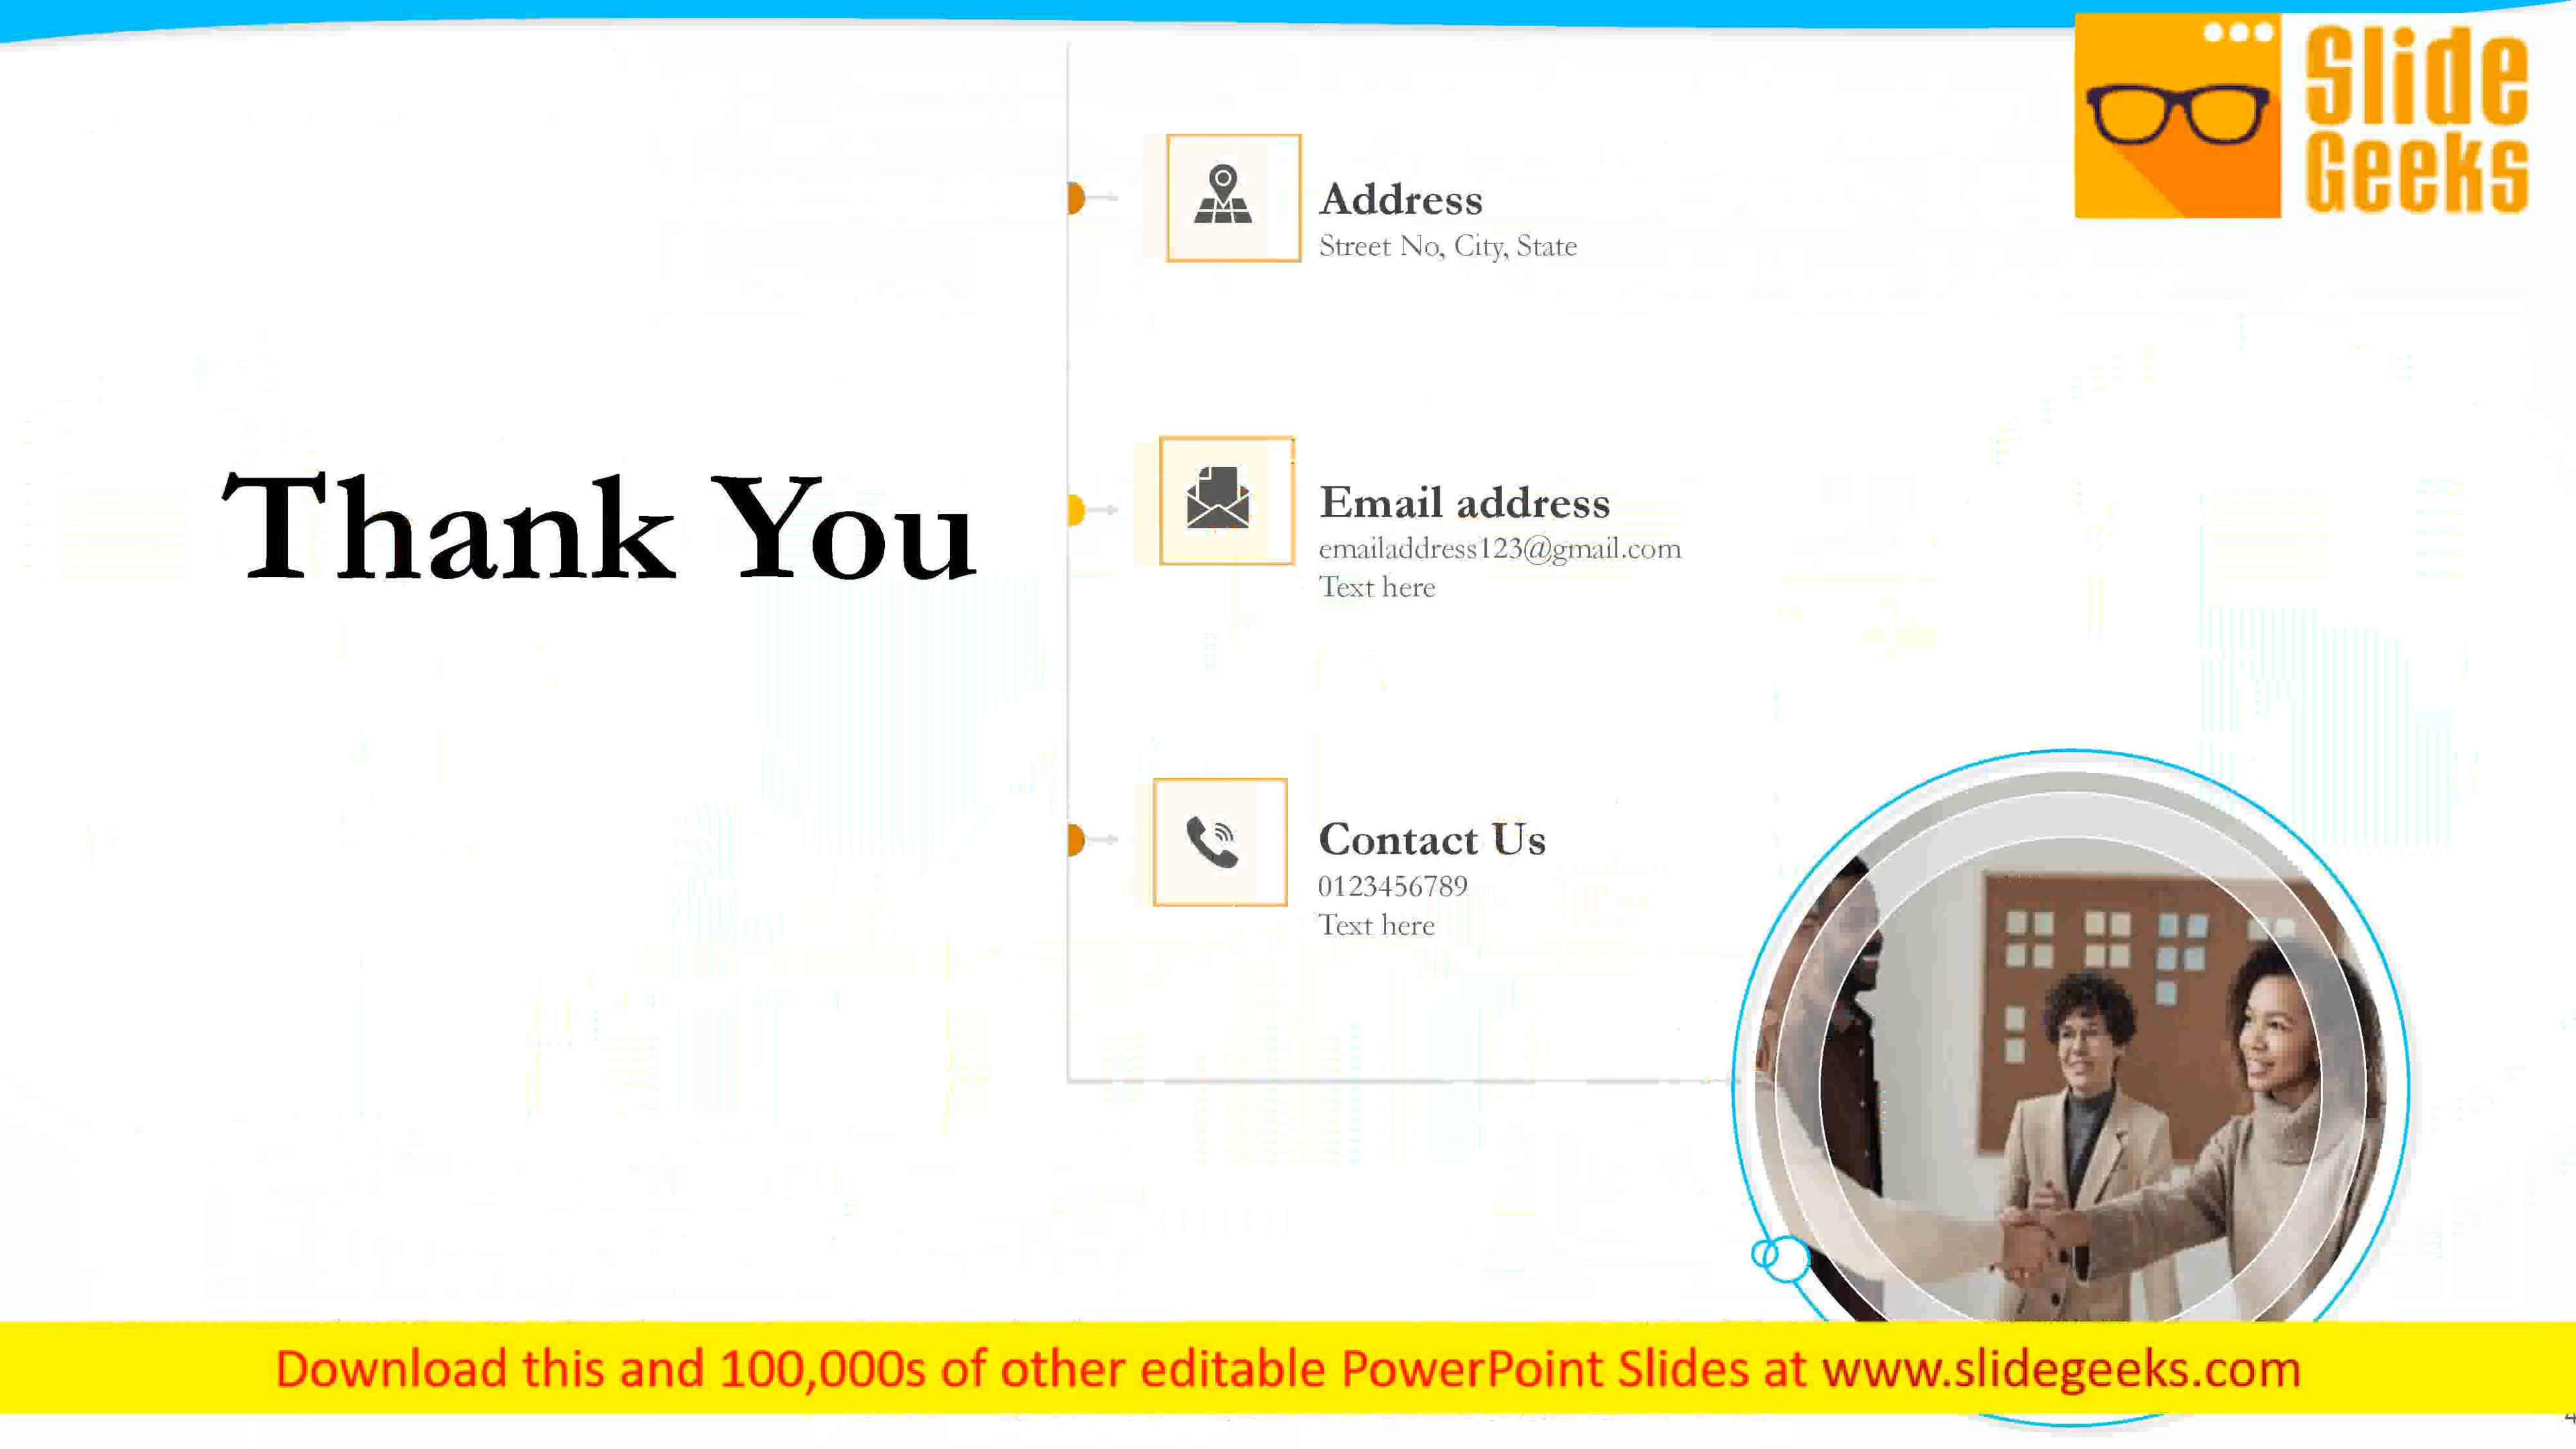 Slide
Geeks
Thank You
Address
Street No, City, State
Email address
emailaddress123@gmail.com
Text here
Contact Us
0123456789
Text here
Download this and 100,000s of other editable PowerPoint Slides at www.slidegeeks.com